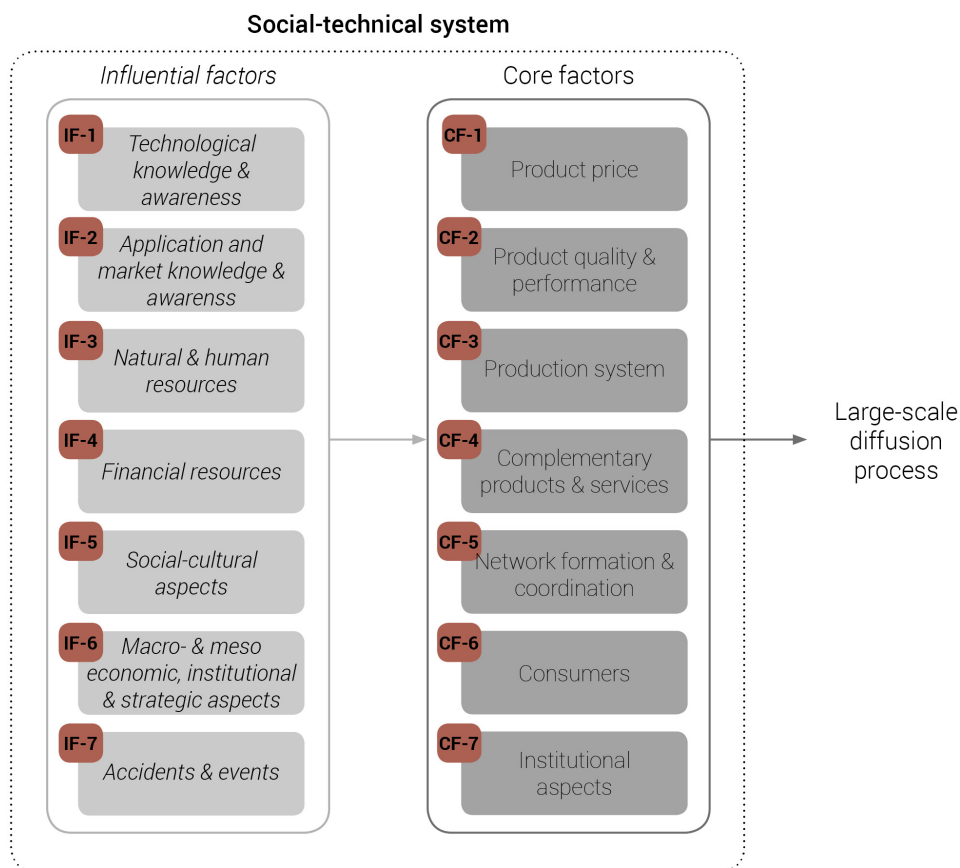 Social-technical system
Influential factors
IF-1
Technological
knowledge &
awareness
IF-2
Application and
market knowledge &
awarenss
IF-3
Natural & human
resources
IF-4
Financial resources
IF-5
Social-cultural
aspects
IF-6
Macro- & meso
economic, institutional
& strategic aspects
IF-7
Accidents & events
Core factors
CF-1
Product price
CF-2
Product quality &
performance
CF-3
Production system
CF-4
Complementary
products & services
CF-5
Network formation &
coordination
CF-6
Consumers
CF-7
Institutional
aspects
Large-scale
diffusion
process